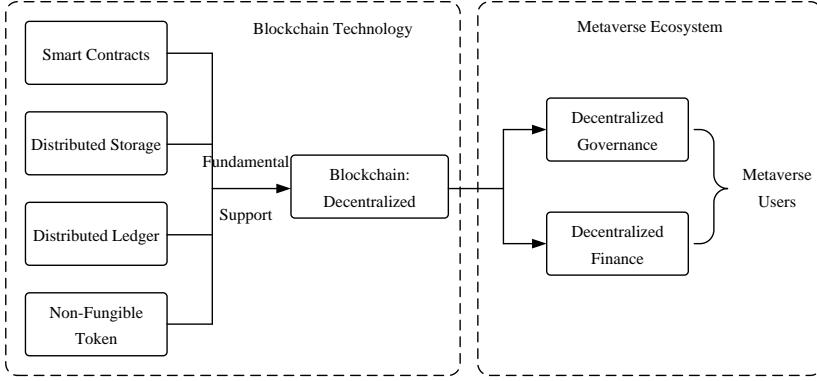 Blockchain Technology
Smart Contracts
Distributed Storage
Distributed Ledger
Non-Fungible
Token
Fundamental
Support
Blockchain:
Decentralized
Metaverse Ecosystem
Decentralized
Governance
Decentralized
Finance
Metaverse
Users